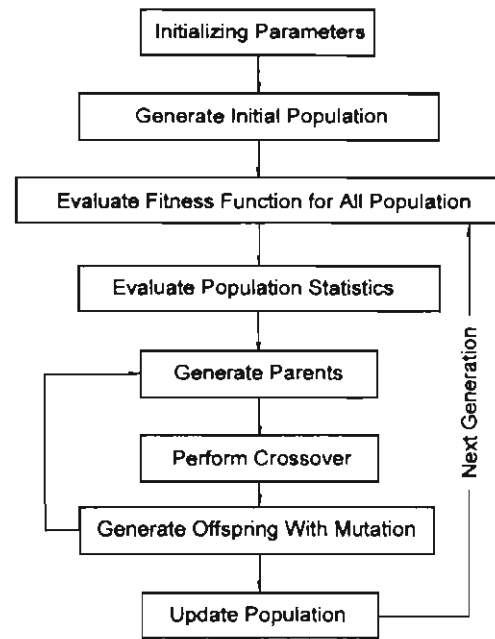 Initializing Parameters
Generate Initial Population
Evaluate Fitness Function for All Population
Evaluate Population Statistics
Generate Parents
Next Generation
Perform Crossover
Generate Offspring With Mutation
Update Population